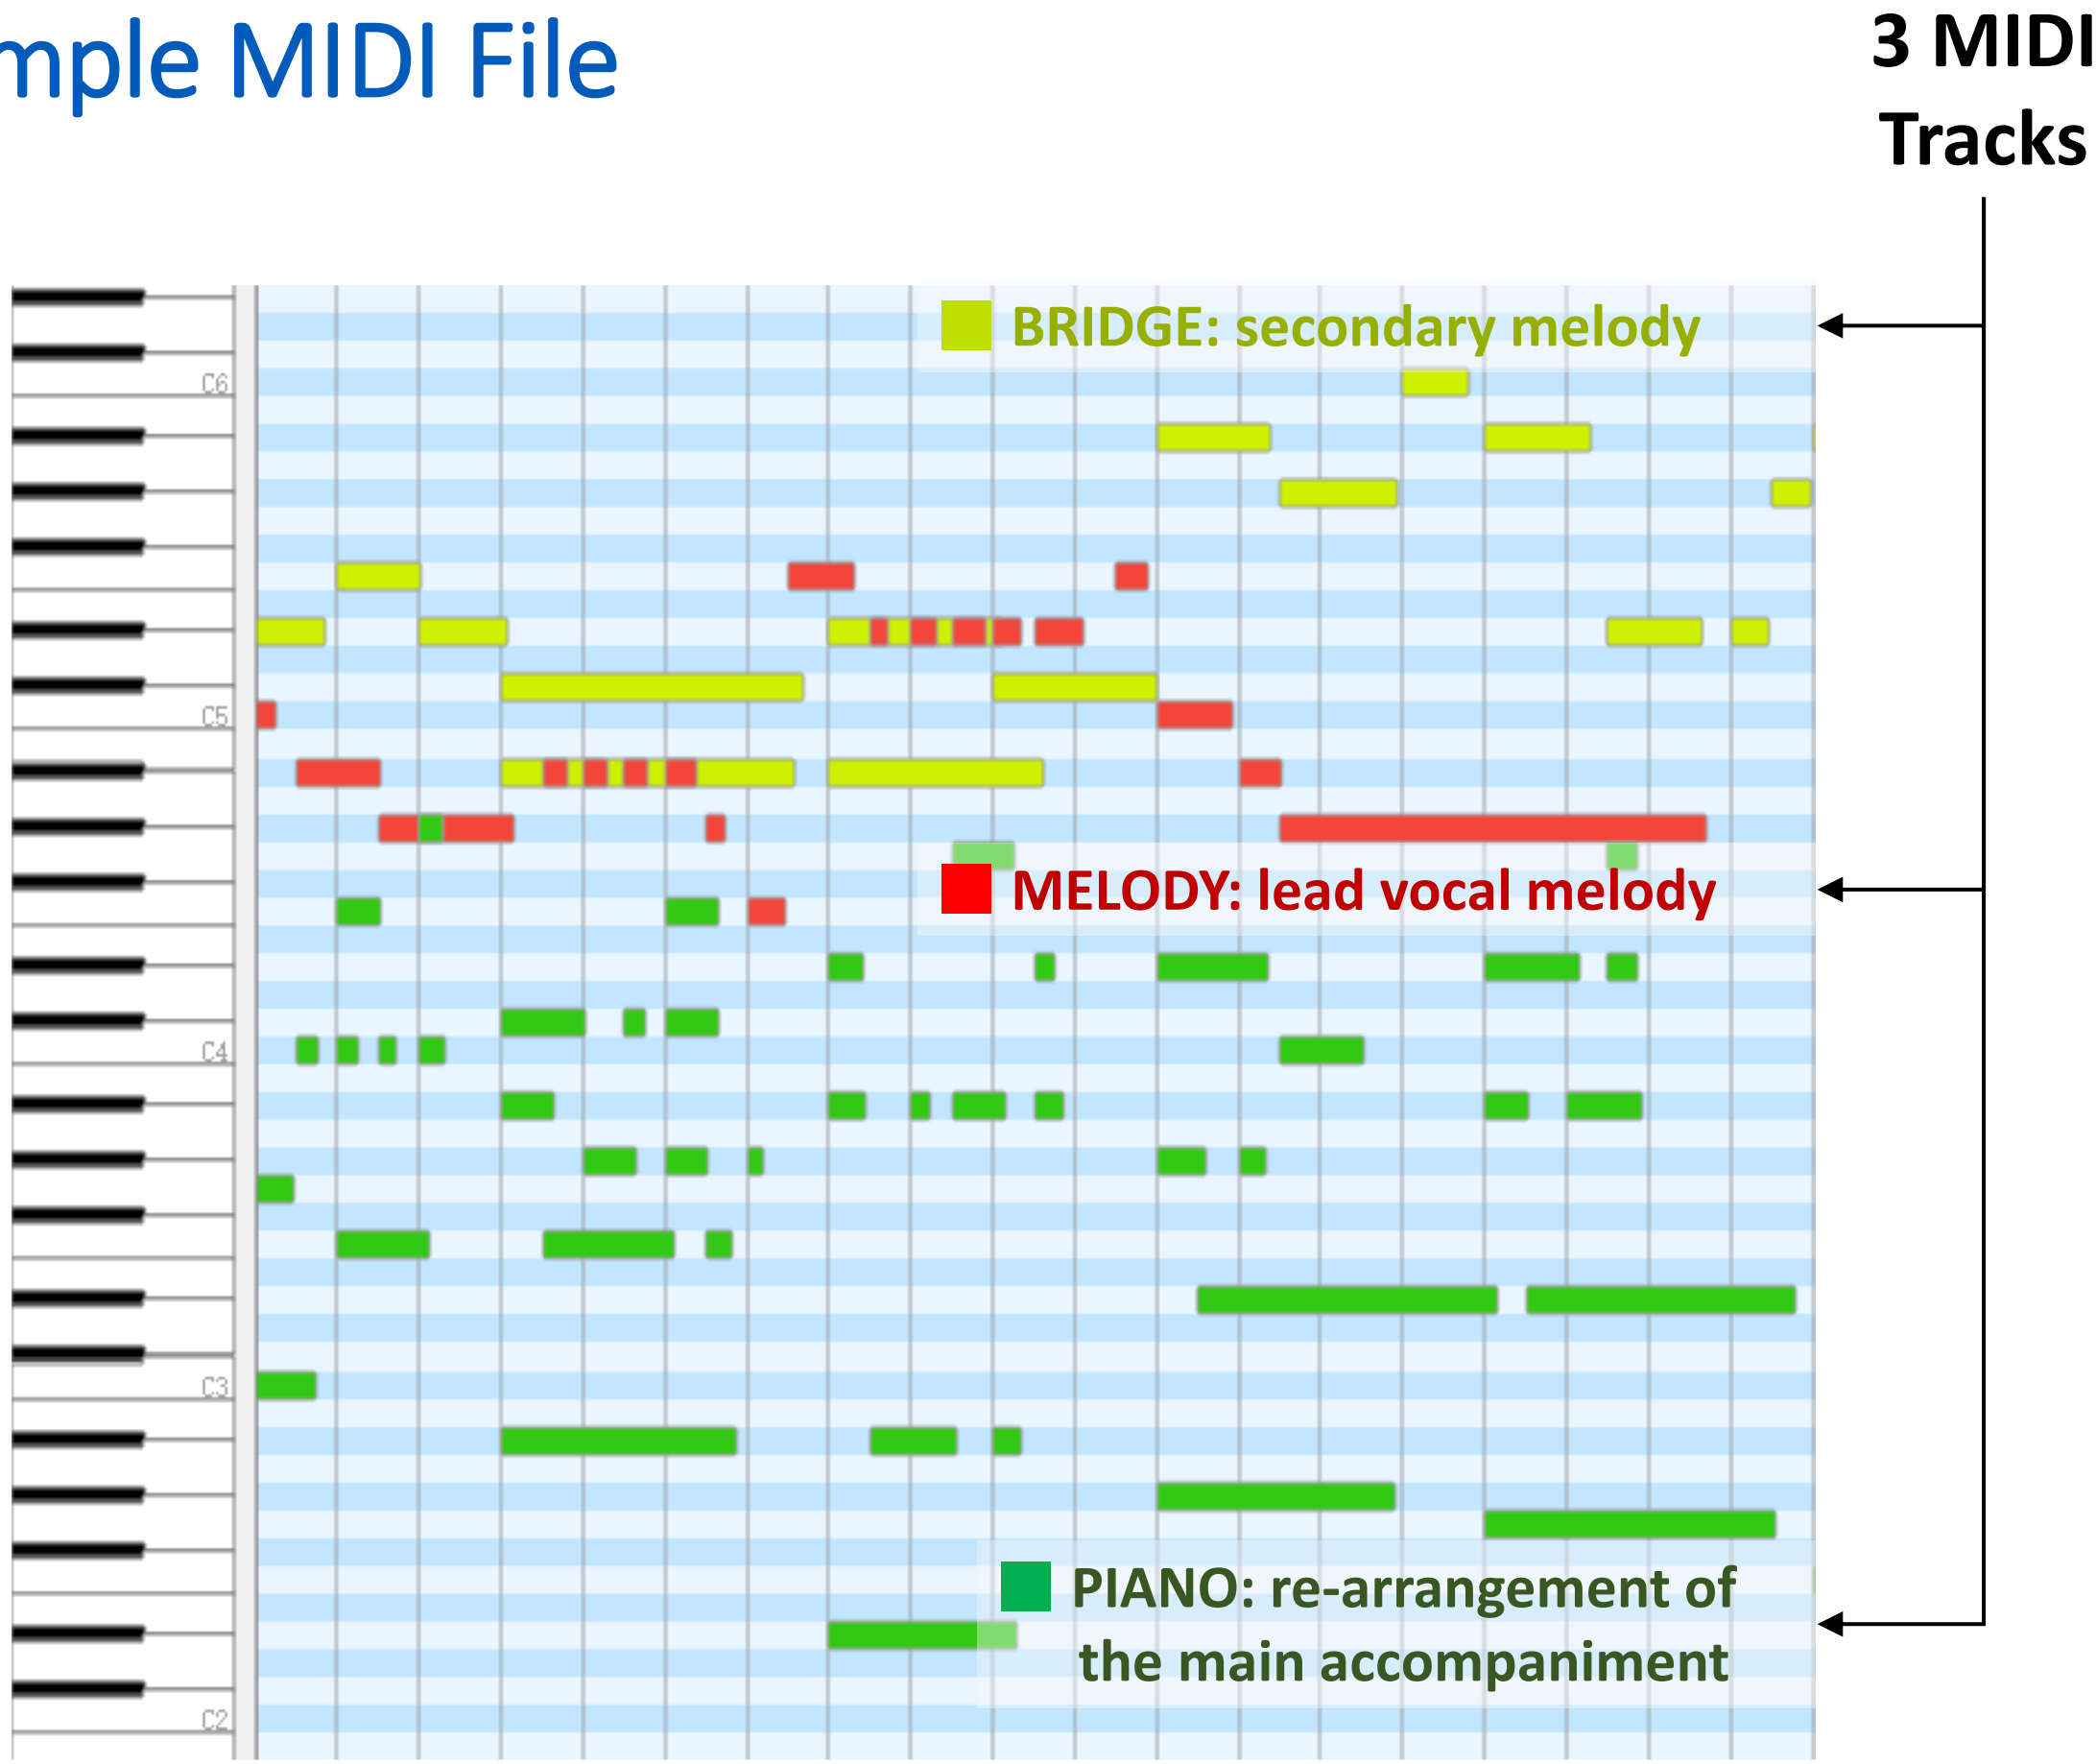 mple MIDI File
3 MIDI
Tracks
BRIDGE: secondary melody
C6
C5
MELODY: lead vocal melody
C4
C3
PIANO: re-arrangement of
the main accompaniment
C2